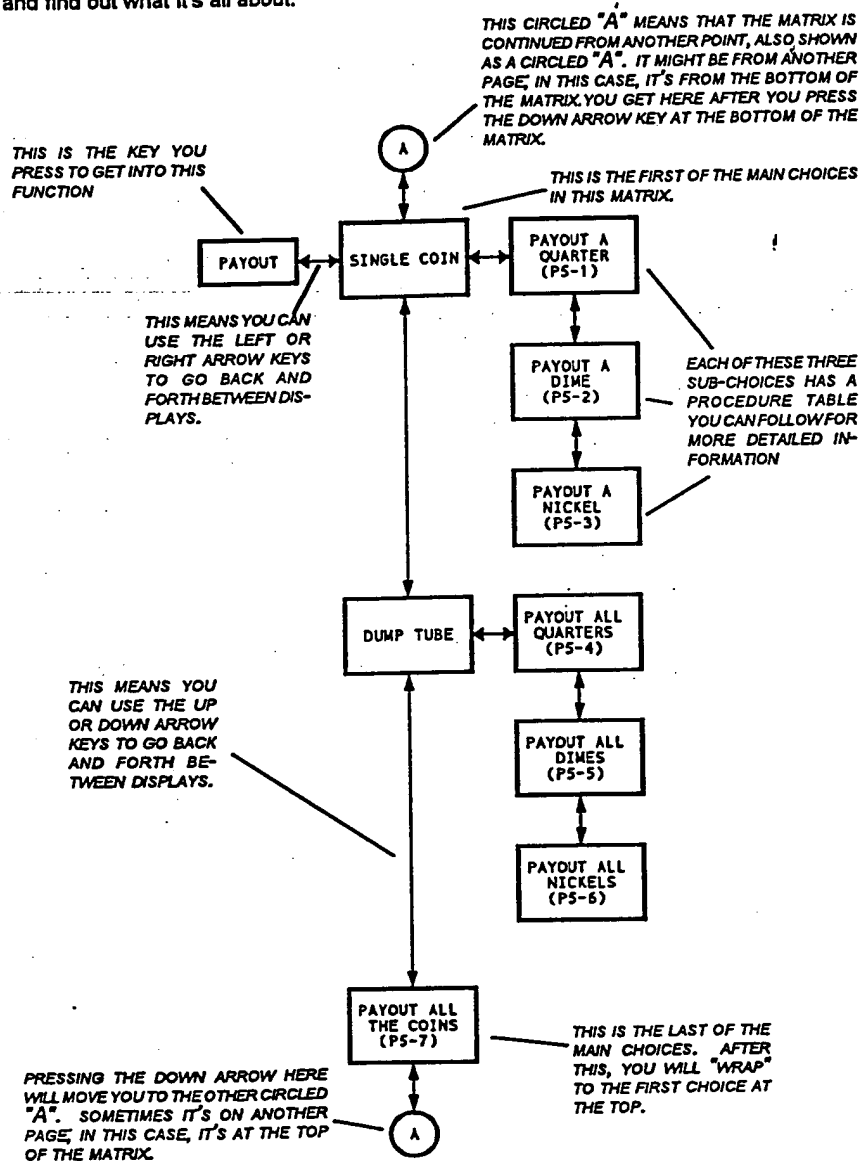 and find out what it's all about.
THIS CIRCLED "A" MEANS THAT THE MATRIX IS
CONTINUED FROM ANOTHER POINT, ALSO SHOWN
AS A CIRCLED "A". IT MIGHT BE FROM ANOTHER
PAGE; IN THIS CASE, IT'S FROM THE BOTTOM OF
THE MATRIX. YOU GET HERE AFTER YOU PRESS
THE DOWN ARROW KEY AT THE BOTTOM OF THE
MATRIX.
A
THIS IS THE KEY YOU
PRESS TO GET INTO THIS
FUNCTION
THIS IS THE FIRST OF THE MAIN CHOICES
IN THIS MATRIX.
PAYOUT
SINGLE COIN
PAYOUT A
QUARTER
(P5-1)
THIS MEANS YOU CAN
USE THE LEFT OR
RIGHT ARROW KEYS
TO GO BACK AND
FORTH BETWEEN DIS-
PLAYS.
PAYOUT A
DIME
(P5-2)
EACH OF THESE THREE
SUB-CHOICES HAS A
PROCEDURE TABLE
YOU CAN FOLLOW FOR
MORE DETAILED IN-
FORMATION
PAYOUT A
NICKEL
(P5-3)
DUMP TUBE
PAYOUT ALL
QUARTERS
(P5-4)
THIS MEANS YOU
CAN USE THE UP
OR DOWN ARROW
KEYS TO GO BACK
AND FORTH BE-
TWEEN DISPLAYS.
PAYOUT ALL
DIMES
(P5-5)
PAYOUT ALL
NICKELS
(P5-6)
PAYOUT ALL
THE COINS
(P5-7)
THIS IS THE LAST OF THE
MAIN CHOICES. AFTER
THIS, YOU WILL "WRAP"
TO THE FIRST CHOICE AT
THE TOP.
PRESSING THE DOWN ARROW HERE
WILL MOVE YOU TO THE OTHER CIRCLED
"A". SOMETIMES IT'S ON ANOTHER
PAGE; IN THIS CASE, IT'S AT THE TOP
OF THE MATRIX.
A